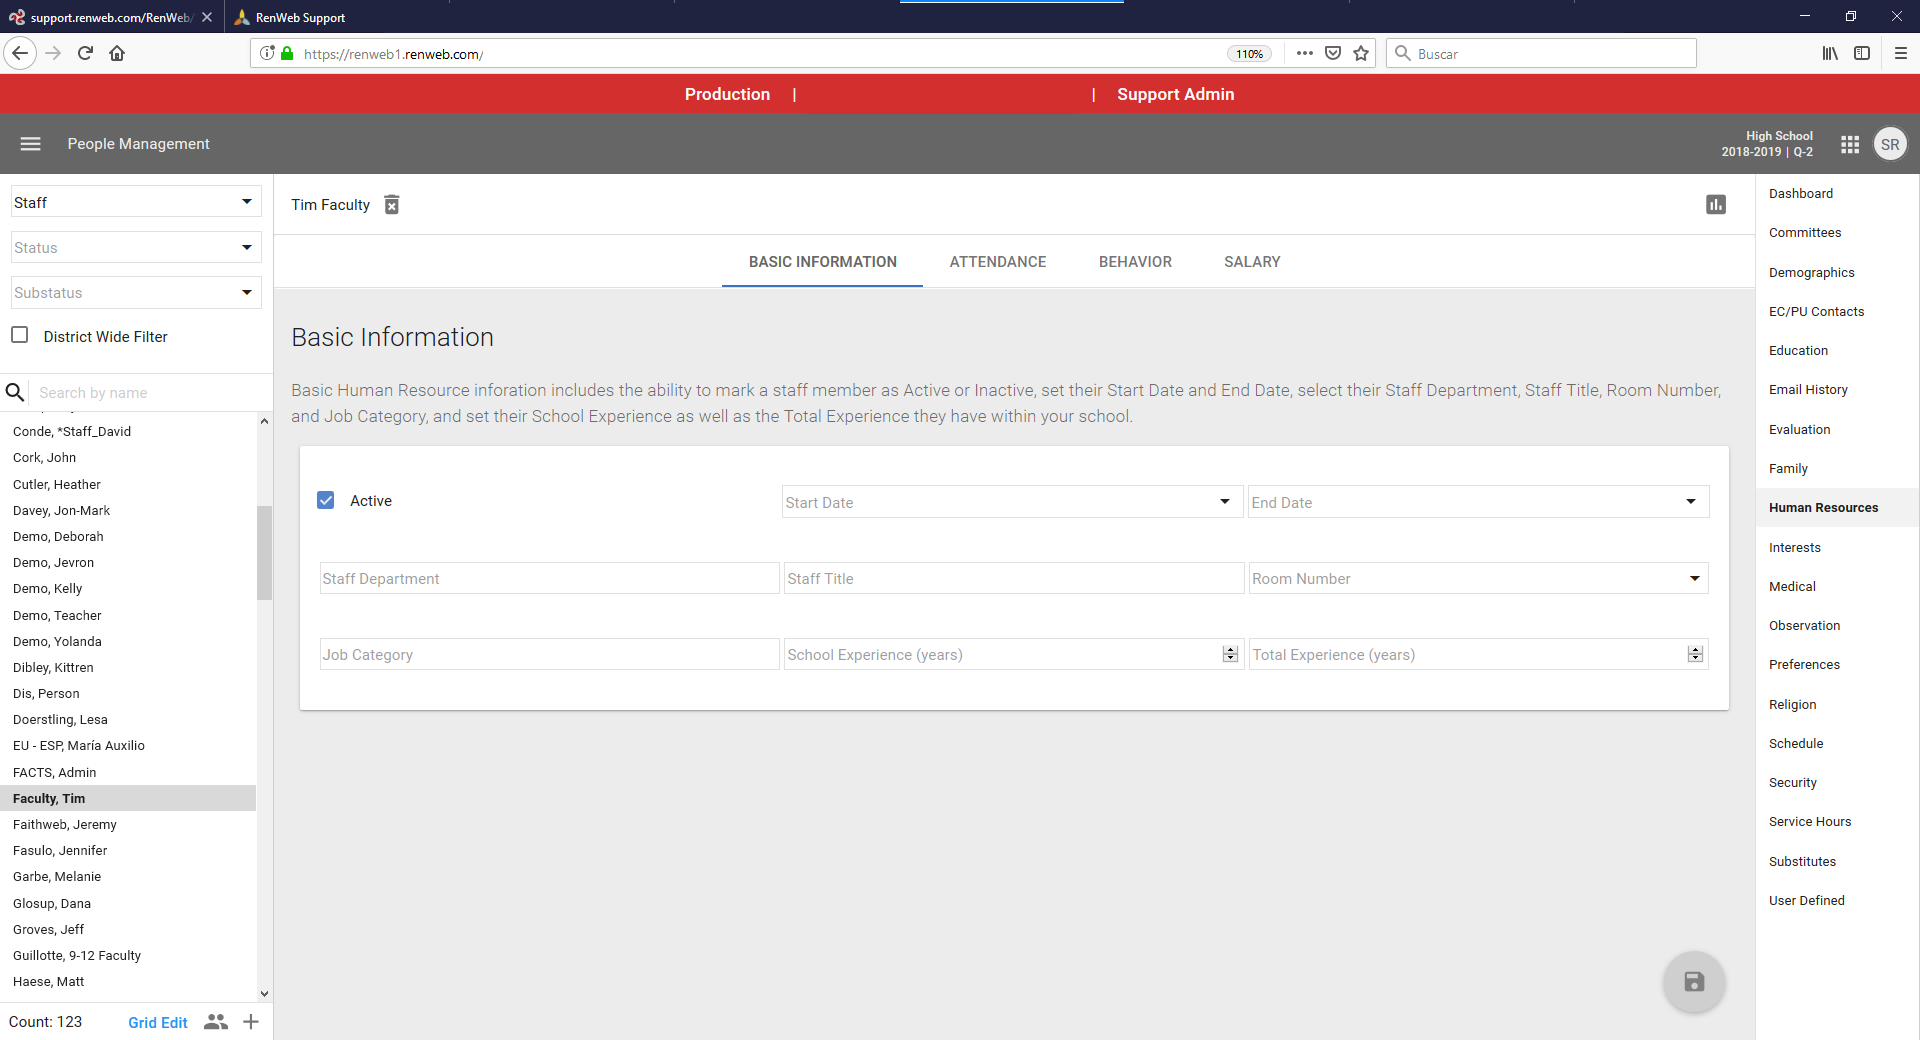 support.renweb.com/RenWeb/
RenWeb Support
https://renweb1.renweb.com/
110%
Buscar
Production | | Support Admin
People Management
High School
2018-2019 | Q-2
SR
Staff
Status
Substatus
District Wide Filter
Search by name
Conde, *Staff_David
Cork, John
Cutler, Heather
Davey, Jon-Mark
Demo, Deborah
Demo, Jevron
Demo, Kelly
Demo, Teacher
Demo, Yolanda
Dibley, Kittren
Dis, Person
Doerstling, Lesa
EU - ESP, María Auxilio
FACTS, Admin
Faculty, Tim
Faithweb, Jeremy
Fasulo, Jennifer
Garbe, Melanie
Glosup, Dana
Groves, Jeff
Guillotte, 9-12 Faculty
Haese, Matt
Count: 123
Grid Edit
Tim Faculty
BASIC INFORMATION
ATTENDANCE
BEHAVIOR
SALARY
Basic Information
Basic Human Resource inforation includes the ability to mark a staff member as Active or Inactive, set their Start Date and End Date, select their Staff Department, Staff Title, Room Number,
and Job Category, and set their School Experience as well as the Total Experience they have within your school.
Active
Start Date
End Date
Staff Department
Staff Title
Room Number
Job Category
School Experience (years)
Total Experience (years)
Dashboard
Committees
Demographics
EC/PU Contacts
Education
Email History
Evaluation
Family
Human Resources
Interests
Medical
Observation
Preferences
Religion
Schedule
Security
Service Hours
Substitutes
User Defined